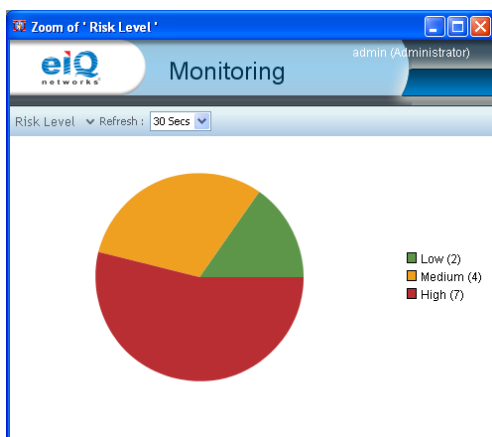 Zoom of ' Risk Level '
admin (Administrator)
eiQ
networks
Monitoring
Risk Level Refresh : 30 Secs
Low (2)
Medium (4)
High (7)